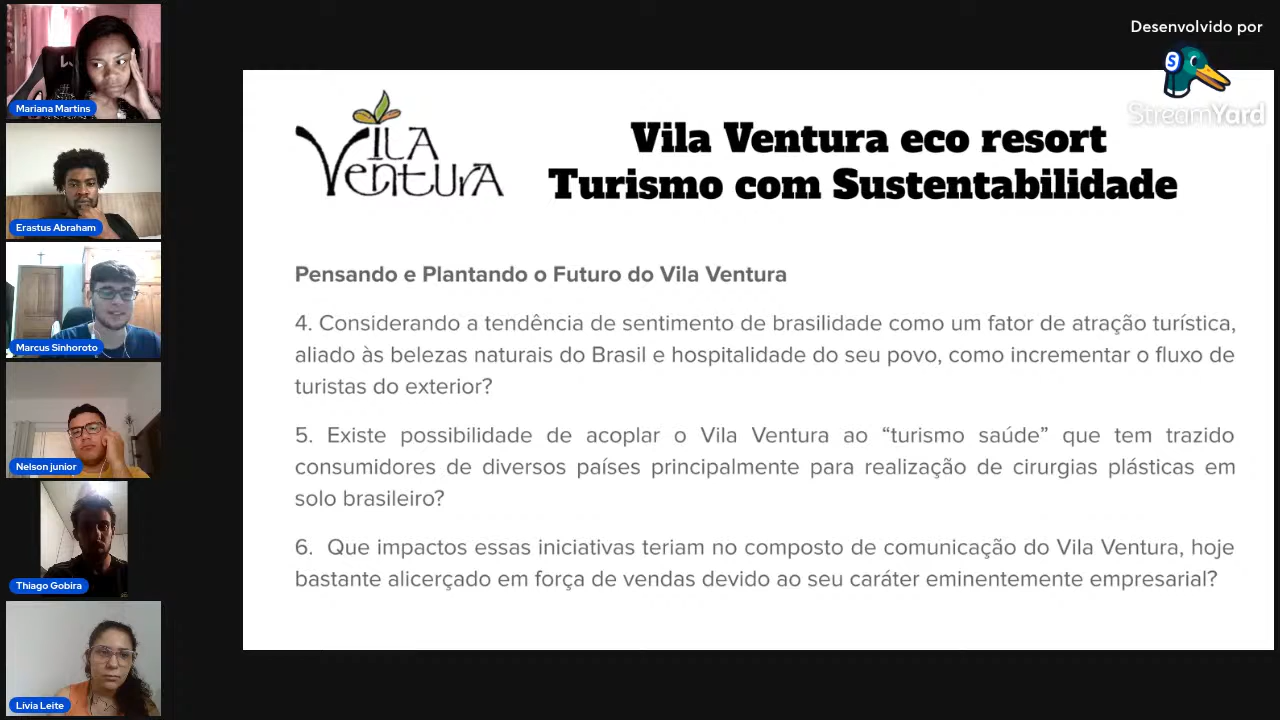 Mariana Martins
Erastus Abraham
Marcus Sinhoroto
Nelson junior
Thiago Gobira
Lívia Leite
Desenvolvido por
S
StreamYard
VILA
VENTURA
Vila Ventura eco resort
Turismo com Sustentabilidade
Pensando e Plantando o Futuro do Vila Ventura
4. Considerando a tendência de sentimento de brasilidade como um fator de atração turística,
aliado às belezas naturais do Brasil e hospitalidade do seu povo, como incrementar o fluxo de
turistas do exterior?
5. Existe possibilidade de acoplar o Vila Ventura ao “turismo saúde” que tem trazido
consumidores de diversos países principalmente para realização de cirurgias plásticas em
solo brasileiro?
6. Que impactos essas iniciativas teriam no composto de comunicação do Vila Ventura, hoje
bastante alicerçado em força de vendas devido ao seu caráter eminentemente empresarial?